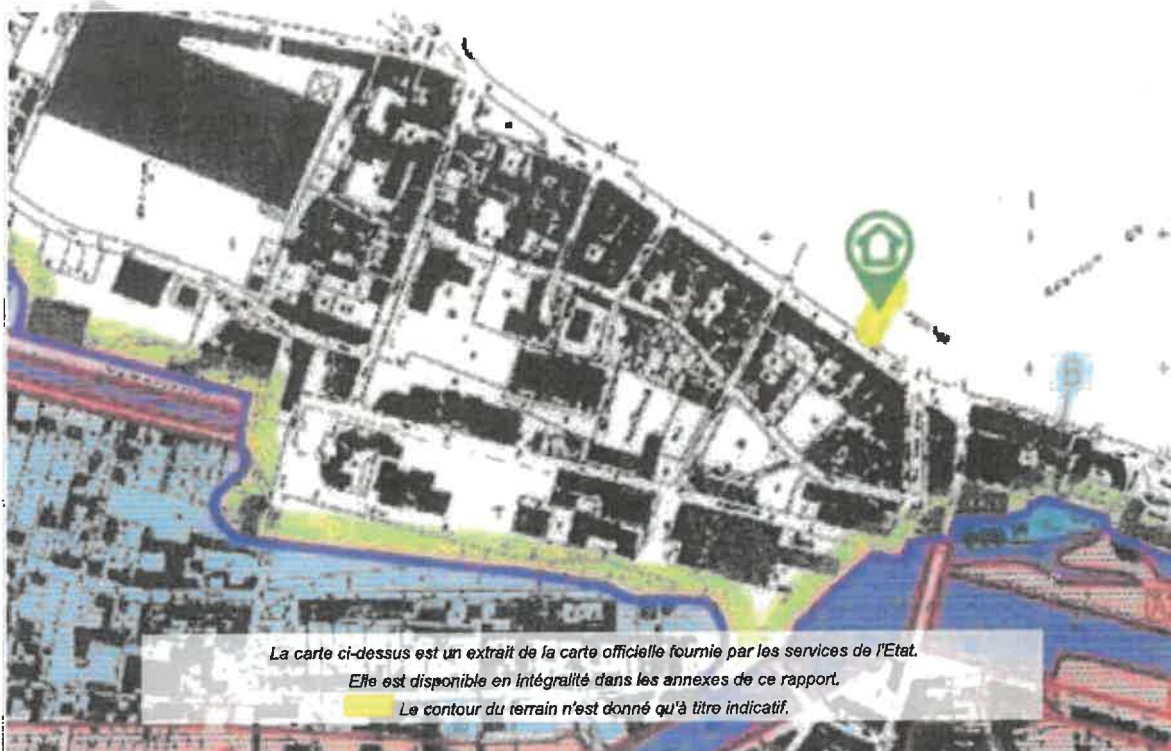 B
La carte ci-dessus est un extrait de la carte officielle fournie par les services de l'Etat.
Elle est disponible en intégralité dans les annexes de ce rapport.
Le contour du terrain n'est donné qu'à titre indicatif.